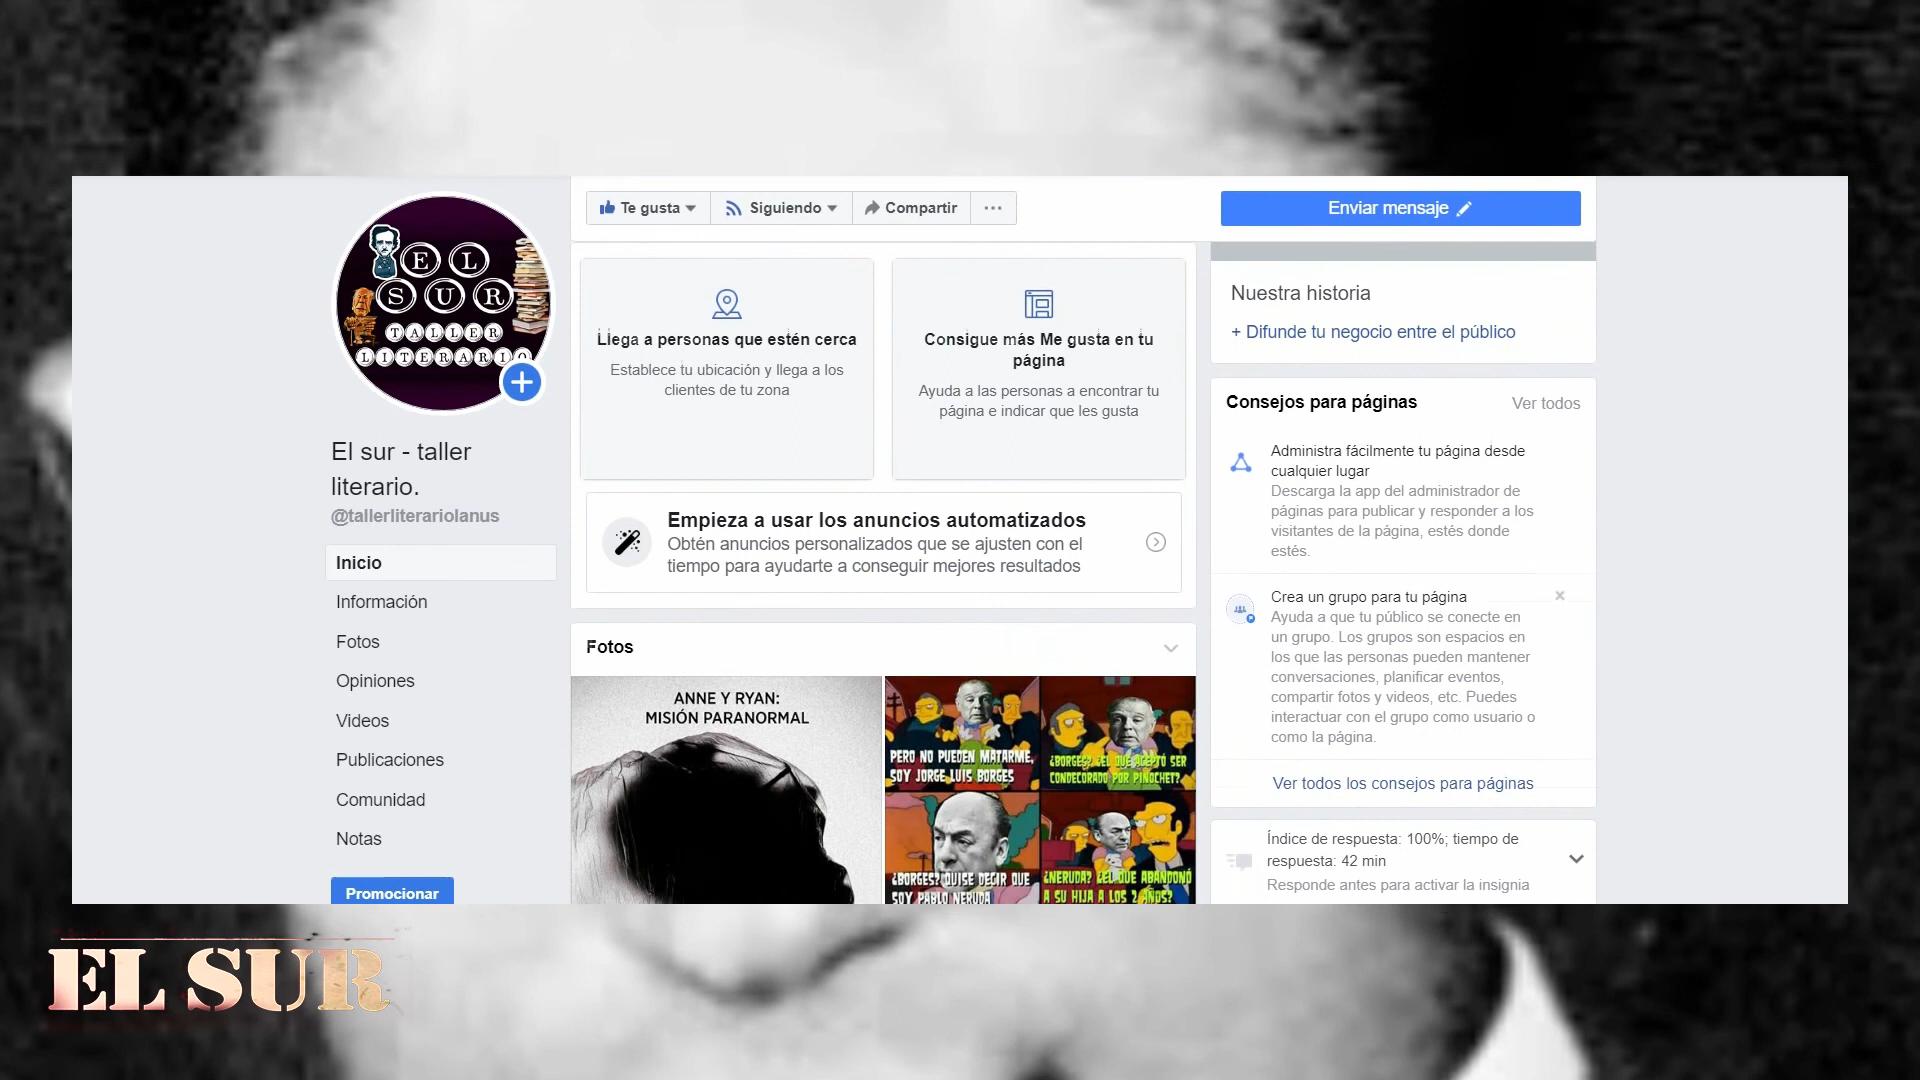 EL
SUR
TALLER
LITERARIO
El sur - taller
literario.
@tallerliterariolanus
Inicio
Información
Fotos
Opiniones
Videos
Publicaciones
Comunidad
Notas
Promocionar
Te gusta
Siguiendo
Compartir
Enviar mensaje
Llega a personas que estén cerca
Establece tu ubicación y llega a los
clientes de tu zona
Consigue más Me gusta en tu
página
Ayuda a las personas a encontrar tu
página e indicar que les gusta
Empieza a usar los anuncios automatizados
Obtén anuncios personalizados que se ajusten con el
tiempo para ayudarte a conseguir mejores resultados
Fotos
ANNE Y RYAN:
MISIÓN PARANORMAL
PERO NO PUEDEN MATARME,
SOY JORGE LUIS BORGES
¿BORGES? ¿EL QUE ACEPTÓ SER
CONDECORADO POR PINOCHET?
¿BORGES? QUISE DECIR QUE
SOY PABLO NERUDA
¿NERUDA? ¿EL QUE ABANDONÓ
A SU HIJA A LOS 2 AÑOS?
Nuestra historia
+ Difunde tu negocio entre el público
Consejos para páginas
Ver todos
Administra fácilmente tu página desde
cualquier lugar
Descarga la app del administrador de
páginas para publicar y responder a los
visitantes de la página, estés donde
estés.
Crea un grupo para tu página
Ayuda a que tu público se conecte en
un grupo. Los grupos son espacios en
los que las personas pueden mantener
conversaciones, planificar eventos,
compartir fotos y videos, etc. Puedes
interactuar con el grupo como usuario o
como la página.
Ver todos los consejos para páginas
Índice de respuesta: 100%; tiempo de
respuesta: 42 min
Responde antes para activar la insignia
EL SUR